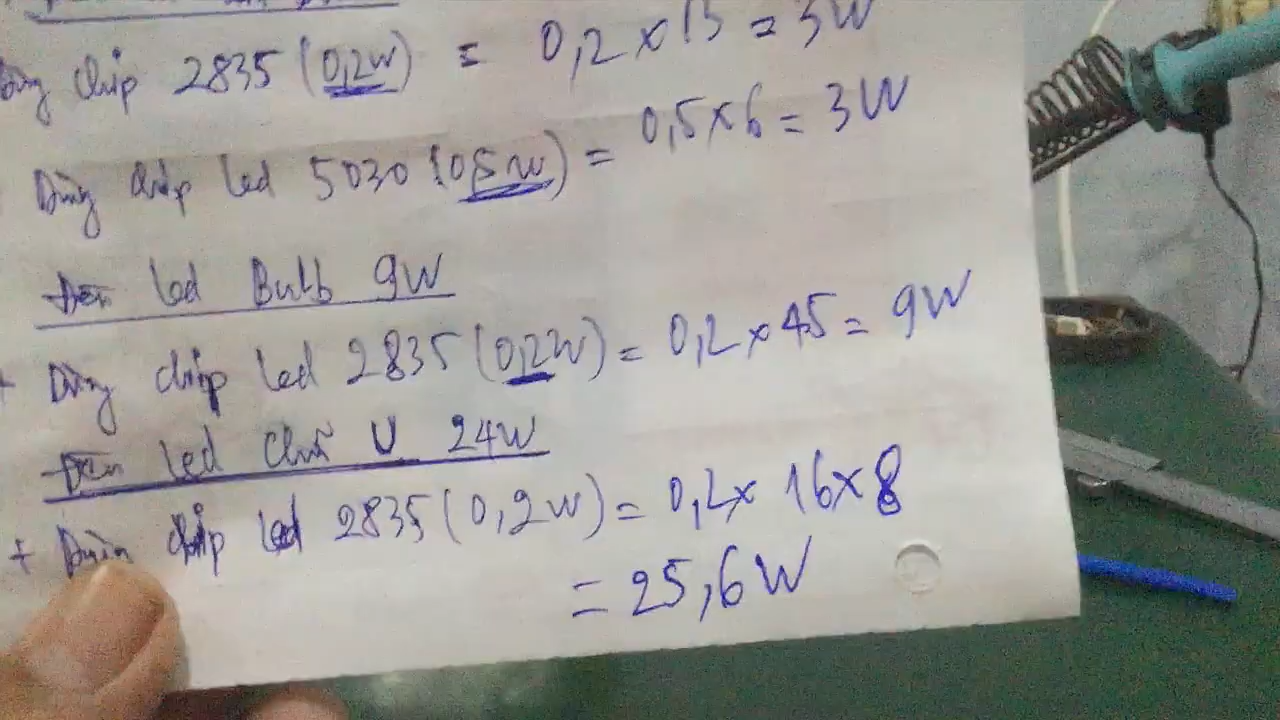 chip 2835 (0,2W) = 0,2 x 15 = 3W
Dùng chip led 5030 (0,5W) = 0,5 x 6 = 3W
Đèn led Bulb 9W
+ Dùng chip led 2835 (0,2W) = 0,2 x 45 = 9W
Đèn led chữ U 24W
+ Dùng chip led 2835 (0,2W) = 0,2 x 16 x 8
= 25,6W